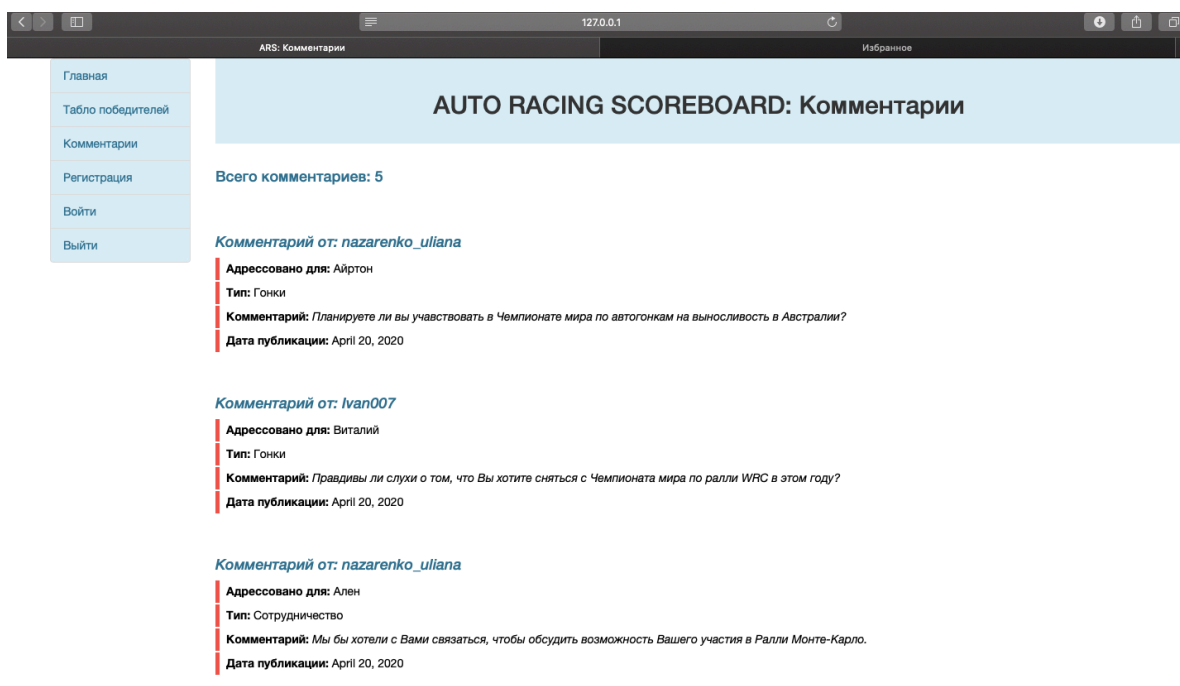 127.0.0.1
ARS: Комментарии
Избранное
Главная
Табло победителей
Комментарии
Регистрация
Войти
Выйти
AUTO RACING SCOREBOARD: Комментарии
Всего комментариев: 5
Комментарий от: nazarenko_uliana
Адрессовано для: Айртон
Тип: Гонки
Комментарий: Планируете ли вы учавствовать в Чемпионате мира по автогонкам на выносливость в Австралии?
Дата публикации: April 20, 2020
Комментарий от: Ivan007
Адрессовано для: Виталий
Тип: Гонки
Комментарий: Правдивы ли слухи о том, что Вы хотите сняться с Чемпионата мира по ралли WRC в этом году?
Дата публикации: April 20, 2020
Комментарий от: nazarenko_uliana
Адрессовано для: Ален
Тип: Сотрудничество
Комментарий: Мы бы хотели с Вами связаться, чтобы обсудить возможность Вашего участия в Ралли Монте-Карло.
Дата публикации: April 20, 2020